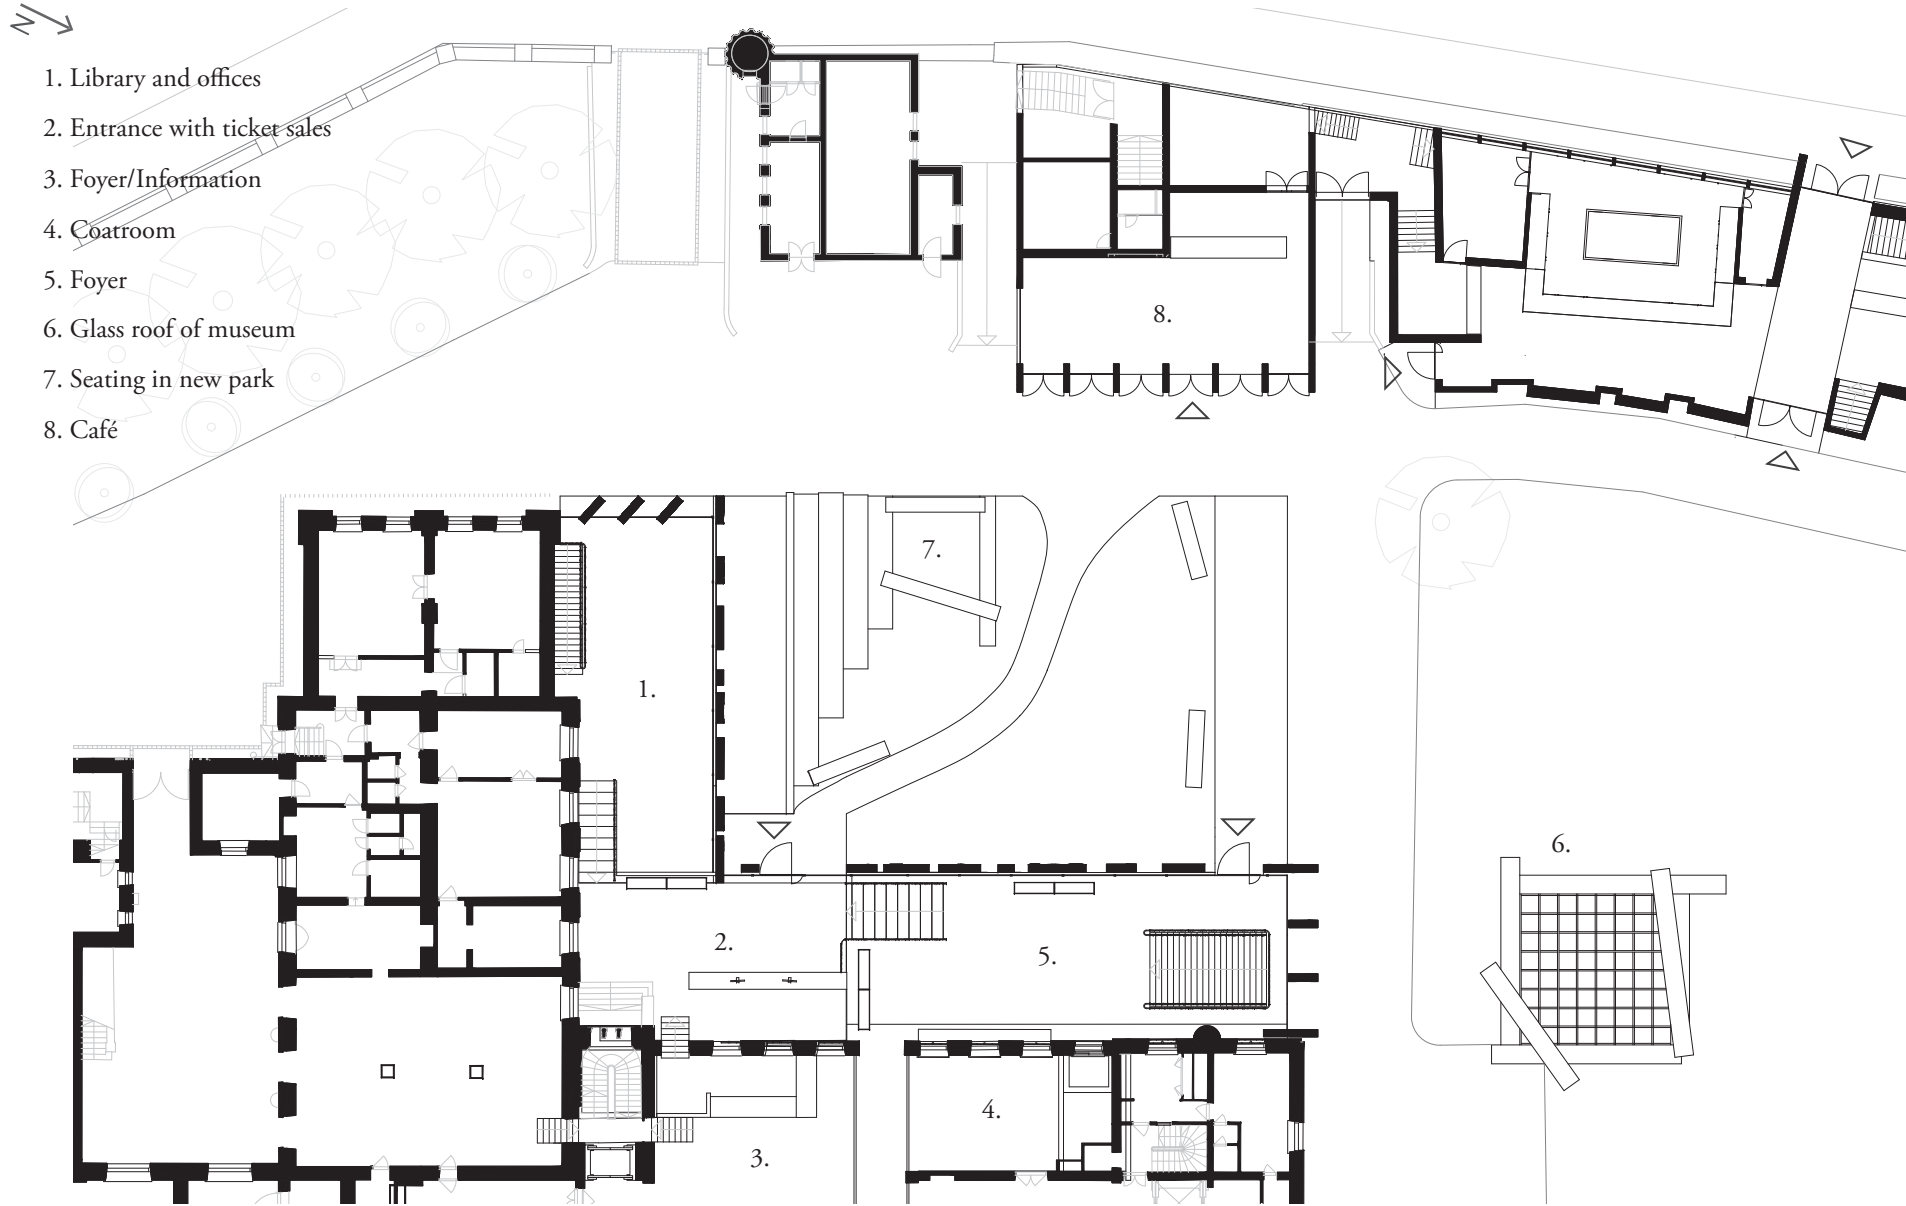 N
1. Library and offices
2. Entrance with ticket sales
3. Foyer/Information
4. Coatroom
5. Foyer
6. Glass roof of museum
7. Seating in new park
8. Café
8.
7.
1.
6.
2.
5.
4.
3.